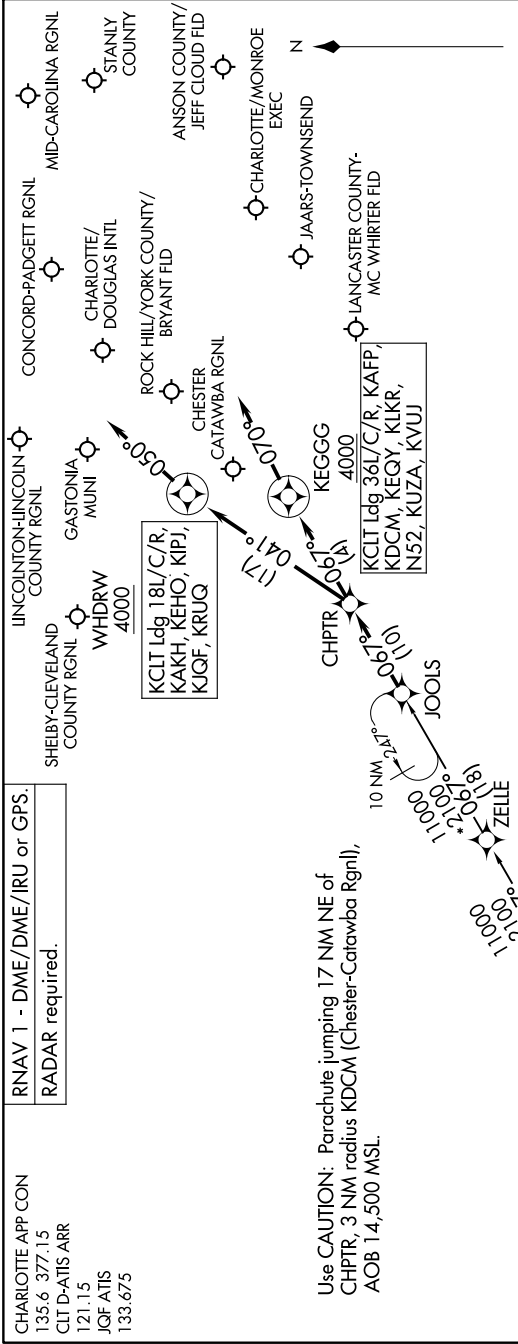 CHARLOTTE APP CON
135.6 377.15
CLT D-ATIS ARR
121.15
JQF ATIS
133.675
RNAV 1 - DME/DME/IRU or GPS.
RADAR required.
LINCOLNTON-LINCOLN
COUNTY RGNL
CONCORD-PADGETT RGNL
MID-CAROLINA RGNL
STANLY
COUNTY
SHELBY-CLEVELAND
COUNTY RGNL
GASTONIA
MUNI
CHARLOTTE/
DOUGLAS INTL
ROCK HILL/YORK COUNTY/
BRYANT FLD
ANSON COUNTY/
JEFF CLOUD FLD
CHARLOTTE/MONROE
EXEC
JAARS-TOWNSEND
LANCASTER COUNTY-
MC WHIRTER FLD
CHESTER
CATAWBA RGNL
N
WHDRW
4000
KCLT Ldg 18L/C/R,
KAKH, KEHO, KIPJ,
KJQF, KRUQ
050°
041°
(17)
KEGGG
4000
KCLT Ldg 36L/C/R, KAFP,
KDCM, KEQY, KLKR,
N52, KUZA, KVUJ
070°
067°
(4)
CHPTR
067°
(10)
JOOLS
10 NM
247°
11000
*2100
067°
(18)
ZELLE
11000
Use CAUTION: Parachute jumping 17 NM NE of
CHPTR, 3 NM radius KDCM (Chester-Catawba Rgnl),
AOB 14,500 MSL.